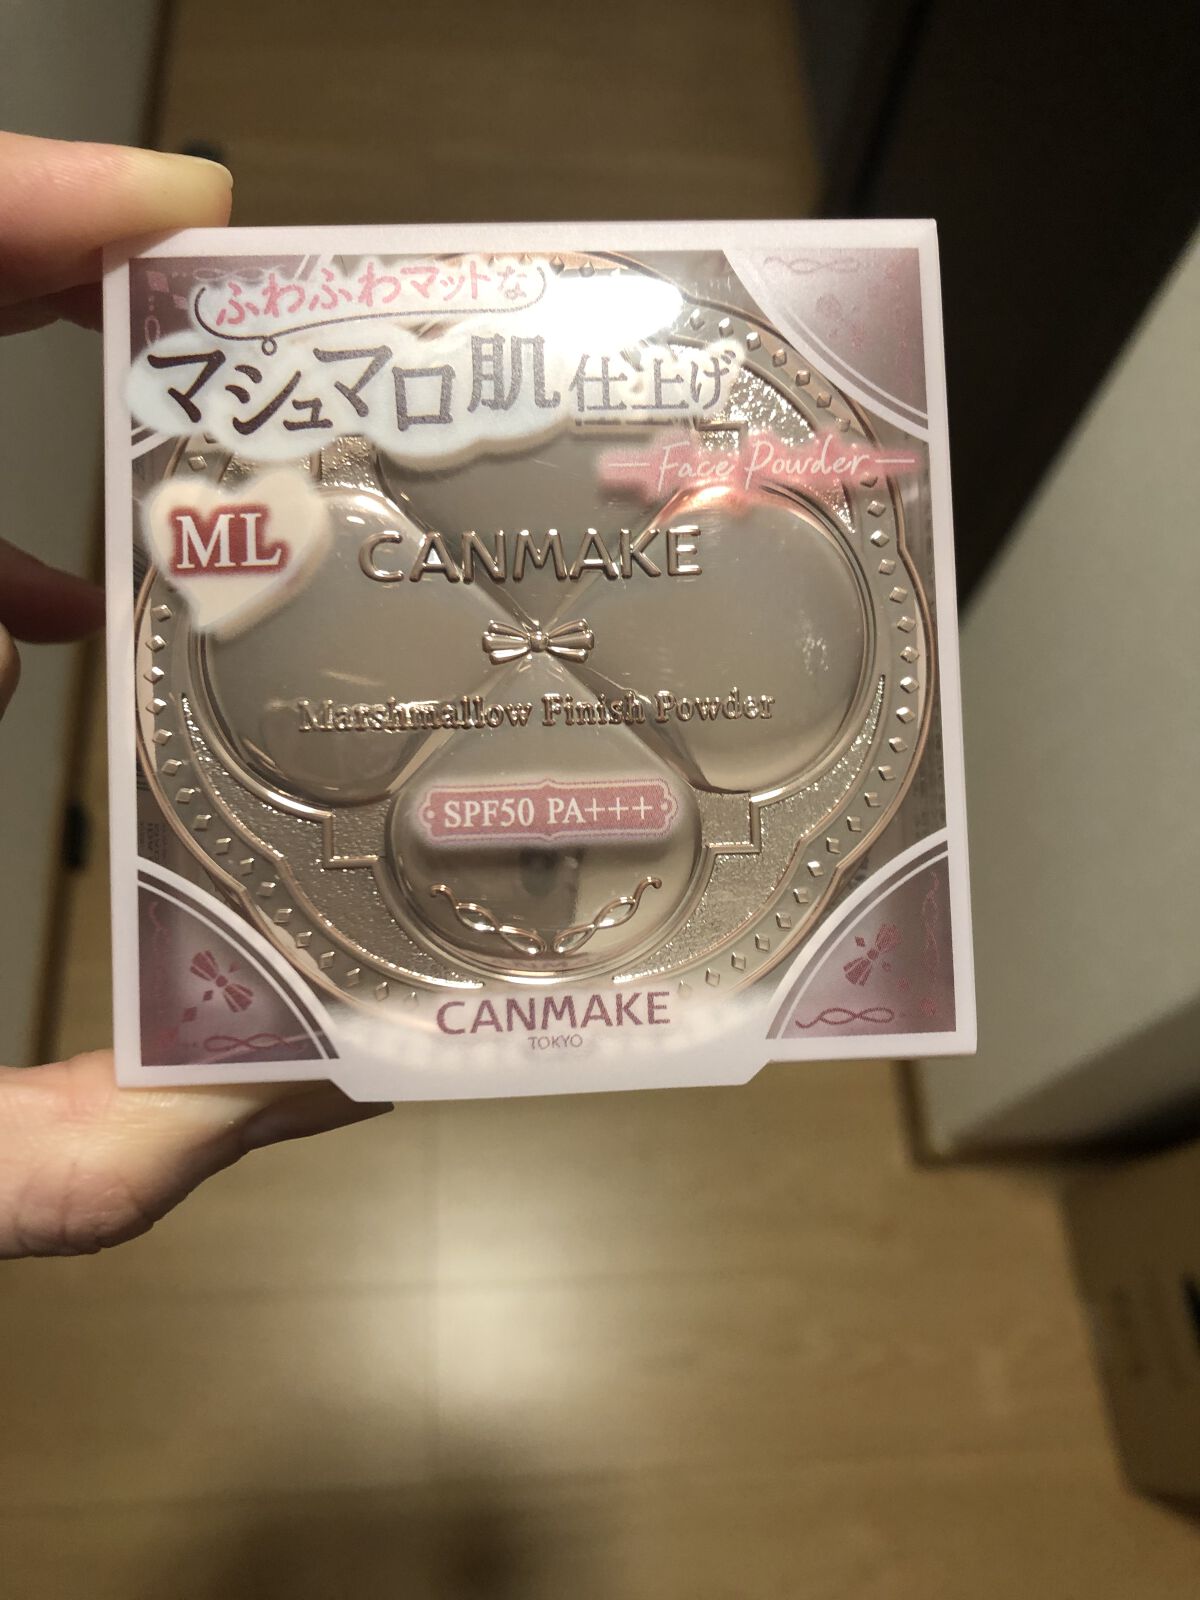 ふわふわマットな
マシュマロ肌仕上げ
Face Powder
ML
CANMAKE
Marshmallow Finish Powder
SPF50 PA+++
CANMAKE
TOKYO